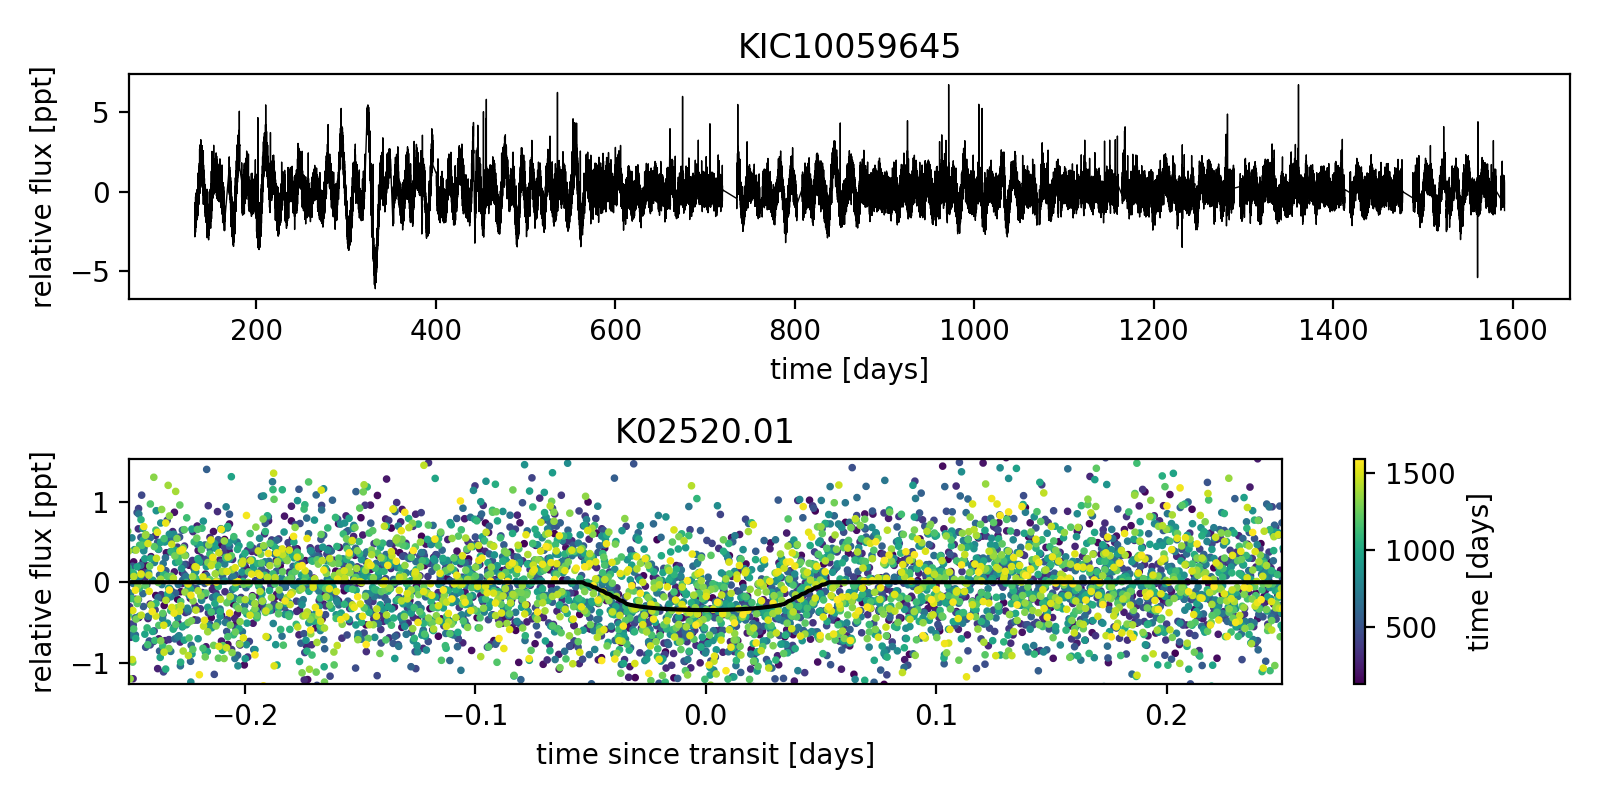 KIC10059645
relative flux [ppt]
5
0
−5
200 400 600 800 1000 1200 1400 1600
time [days]
K02520.01
relative flux [ppt]
1
0
−1
−0.2 −0.1 0.0 0.1 0.2
time since transit [days]
1500
1000
500
time [days]